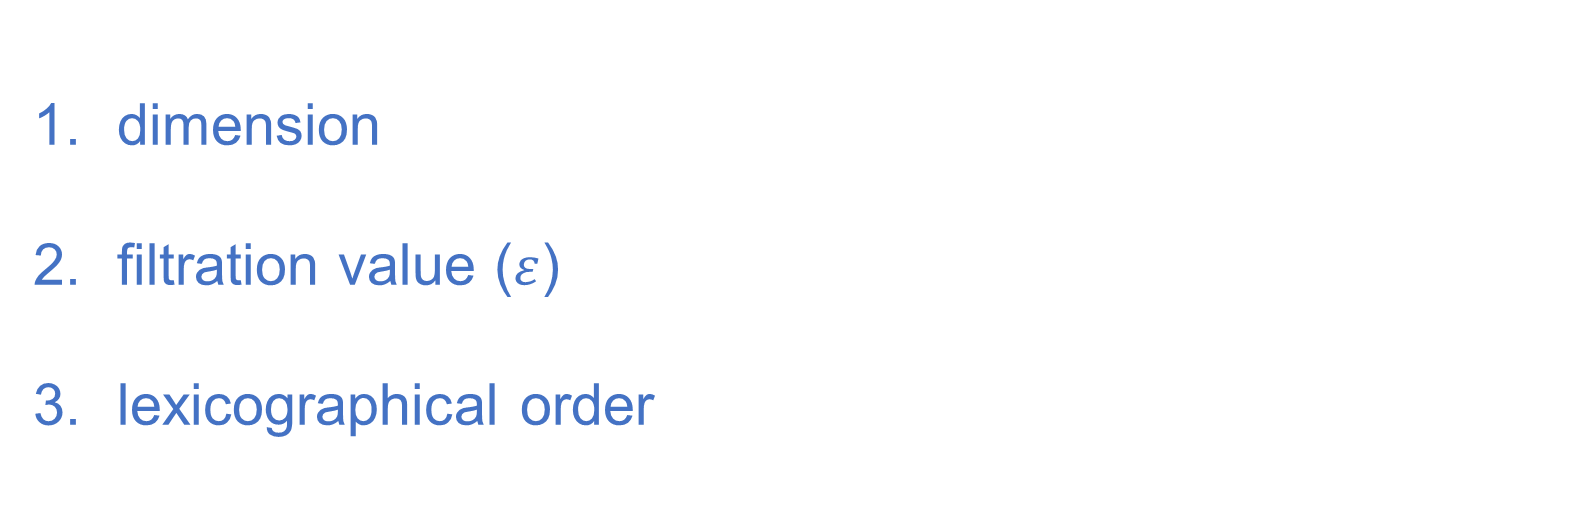 1. dimension
2. filtration value (ε)
3. lexicographical order